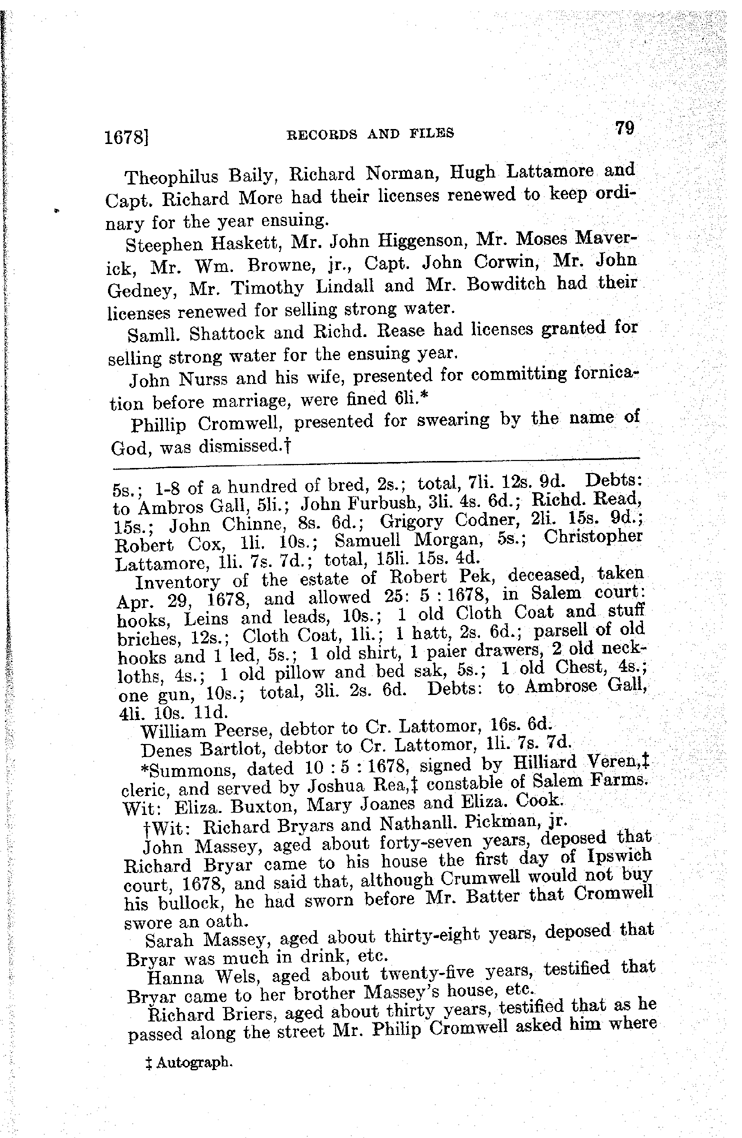 1678] RECORDS AND FILES 79
Theophilus Baily, Richard Norman, Hugh Lattamore and
Capt. Richard More had their licenses renewed to keep ordi-
nary for the year ensuing.
Steephen Haskett, Mr. John Higgenson, Mr. Moses Maver-
ick, Mr. Wm. Browne, jr., Capt. John Corwin, Mr. John
Gedney, Mr. Timothy Lindall and Mr. Bowditch had their
licenses renewed for selling strong water.
Samll. Shattock and Richd. Rease had licenses granted for
selling strong water for the ensuing year.
John Nurss and his wife, presented for committing fornica-
tion before marriage, were fined 6li.*
Phillip Cromwell, presented for swearing by the name of
God, was dismissed.†
5s.; 1-8 of a hundred of bred, 2s.; total, 7li. 12s. 9d. Debts:
to Ambros Gall, 5li.; John Furbush, 3li. 4s. 6d.; Richd. Read,
15s.; John Chinne, 8s. 6d.; Grigory Codner, 2li. 15s. 9d.;
Robert Cox, 1li. 10s.; Samuell Morgan, 5s.; Christopher
Lattamore, 1li. 7s. 7d.; total, 15li. 15s. 4d.
Inventory of the estate of Robert Pek, deceased, taken
Apr. 29, 1678, and allowed 25: 5 : 1678, in Salem court:
hooks, Leins and leads, 10s.; 1 old Cloth Coat and stuff
briches, 12s.; Cloth Coat, 1li.; 1 hatt, 2s. 6d.; parsell of old
hooks and 1 led, 5s.; 1 old shirt, 1 paier drawers, 2 old neck-
loths, 4s.; 1 old pillow and bed sak, 5s.; 1 old Chest, 4s.;
one gun, 10s.; total, 3li. 2s. 6d. Debts: to Ambrose Gall,
4li. 10s. 11d.
William Peerse, debtor to Cr. Lattomor, 16s. 6d.
Denes Bartlot, debtor to Cr. Lattomor, 1li. 7s. 7d.
*Summons, dated 10 : 5 : 1678, signed by Hilliard Veren,‡
cleric, and served by Joshua Rea,‡ constable of Salem Farms.
Wit: Eliza. Buxton, Mary Joanes and Eliza. Cook.
†Wit: Richard Bryars and Nathanll. Pickman, jr.
John Massey, aged about forty-seven years, deposed that
Richard Bryar came to his house the first day of Ipswich
court, 1678, and said that, although Crumwell would not buy
his bullock, he had sworn before Mr. Batter that Cromwell
swore an oath.
Sarah Massey, aged about thirty-eight years, deposed that
Bryar was much in drink, etc.
Hanna Wels, aged about twenty-five years, testified that
Bryar came to her brother Massey's house, etc.
Richard Briers, aged about thirty years, testified that as he
passed along the street Mr. Philip Cromwell asked him where
‡ Autograph.